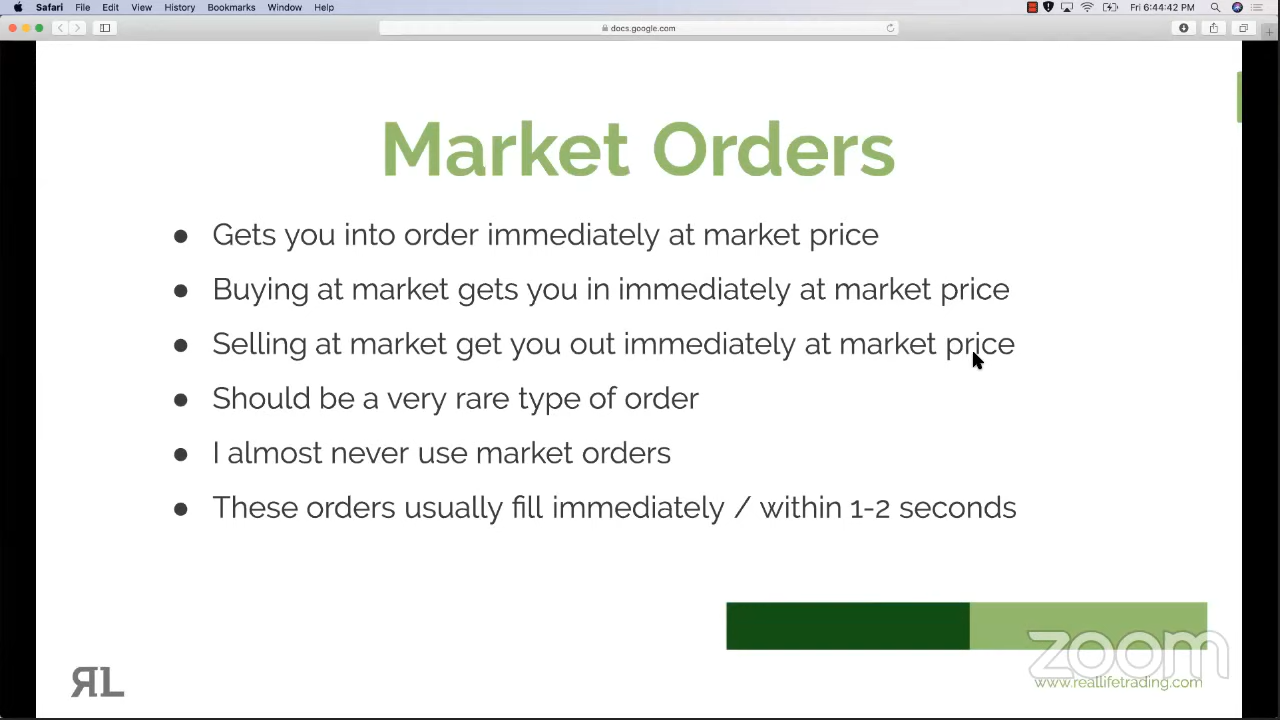 Safari File Edit View History Bookmarks Window Help Fri 6:44:42 PM
docs.google.com
Market Orders
● Gets you into order immediately at market price
● Buying at market gets you in immediately at market price
● Selling at market get you out immediately at market price
● Should be a very rare type of order
● I almost never use market orders
● These orders usually fill immediately / within 1-2 seconds
zoom
RL
www.reallifetrading.com